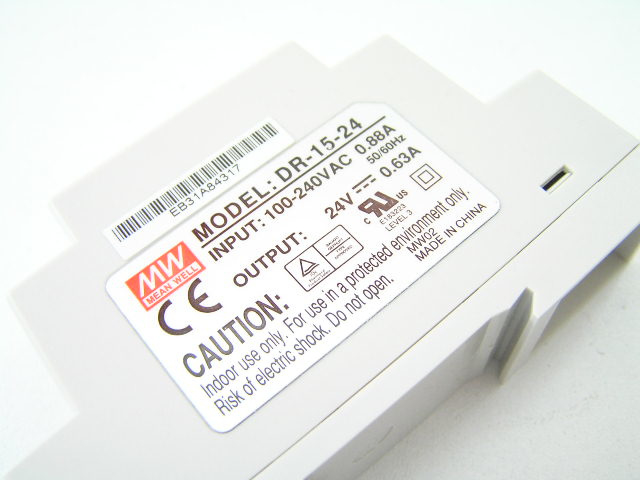 EB31A84317
MODEL: DR-15-24
INPUT: 100-240VAC 0.88A
50/60Hz
OUTPUT: 24V 0.63A
MW
MEAN WELL
CE
c RU US
E183223
LEVEL 3
MW02
MADE IN CHINA
CAUTION:
Indoor use only. For use in a protected environment only.
Risk of electric shock. Do not open.